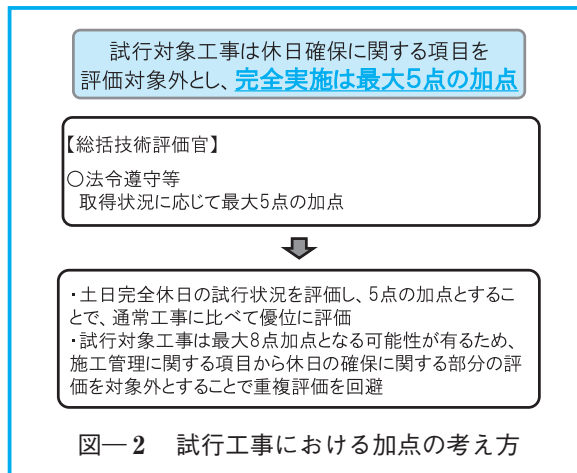 試行対象工事は休日確保に関する項目を
評価対象外とし、完全実施は最大5点の加点
【総括技術評価官】
○法令遵守等
取得状況に応じて最大5点の加点
・土日完全休日の試行状況を評価し、5点の加点とするこ
とで、通常工事に比べて優位に評価
・試行対象工事は最大8点加点となる可能性が有るため、
施工管理に関する項目から休日の確保に関する部分の評
価を対象外とすることで重複評価を回避
図―2 試行工事における加点の考え方